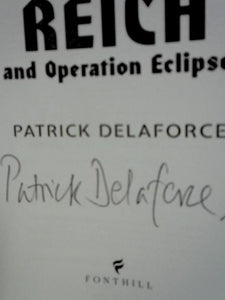 REICH
and Operation Eclipse
PATRICK DELAFORCE
Patrick Delaforce
FONTHILL